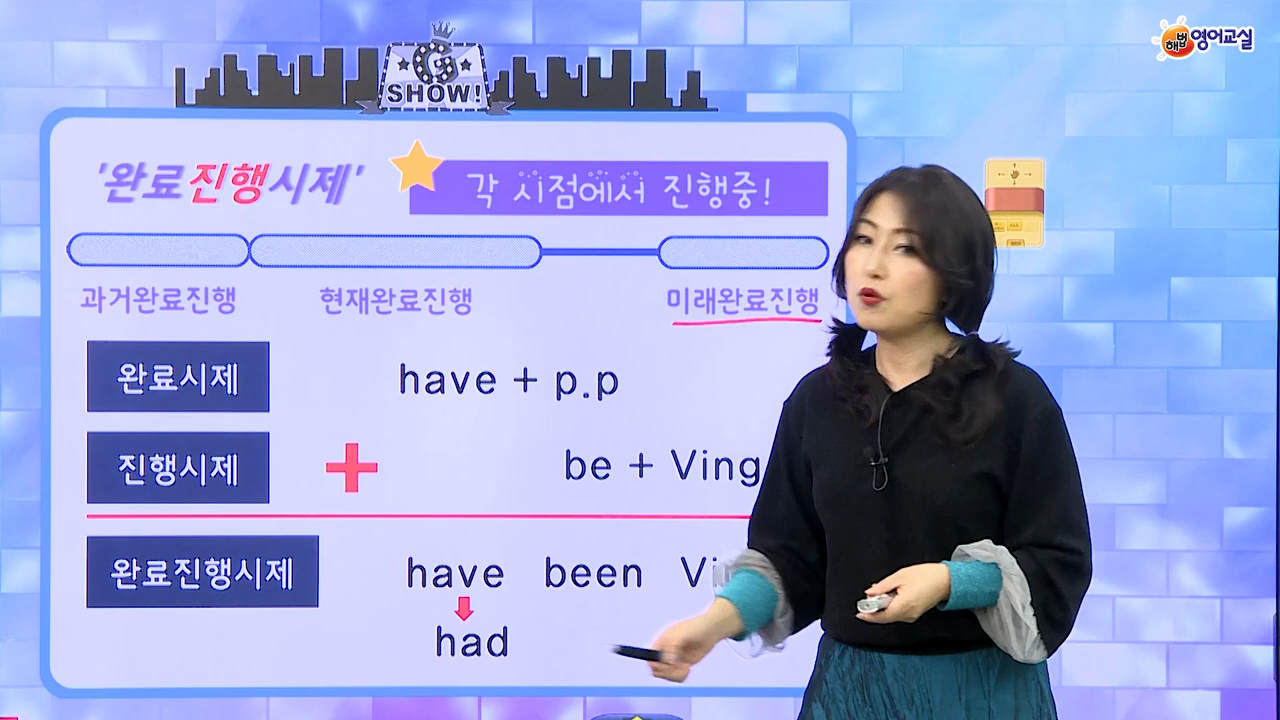 해법영어교실
G
SHOW!
'완료진행시제'
각 시점에서 진행중!
과거완료진행
현재완료진행
미래완료진행
완료시제
have + p.p
진행시제
+
be + Ving
완료진행시제
have been
had